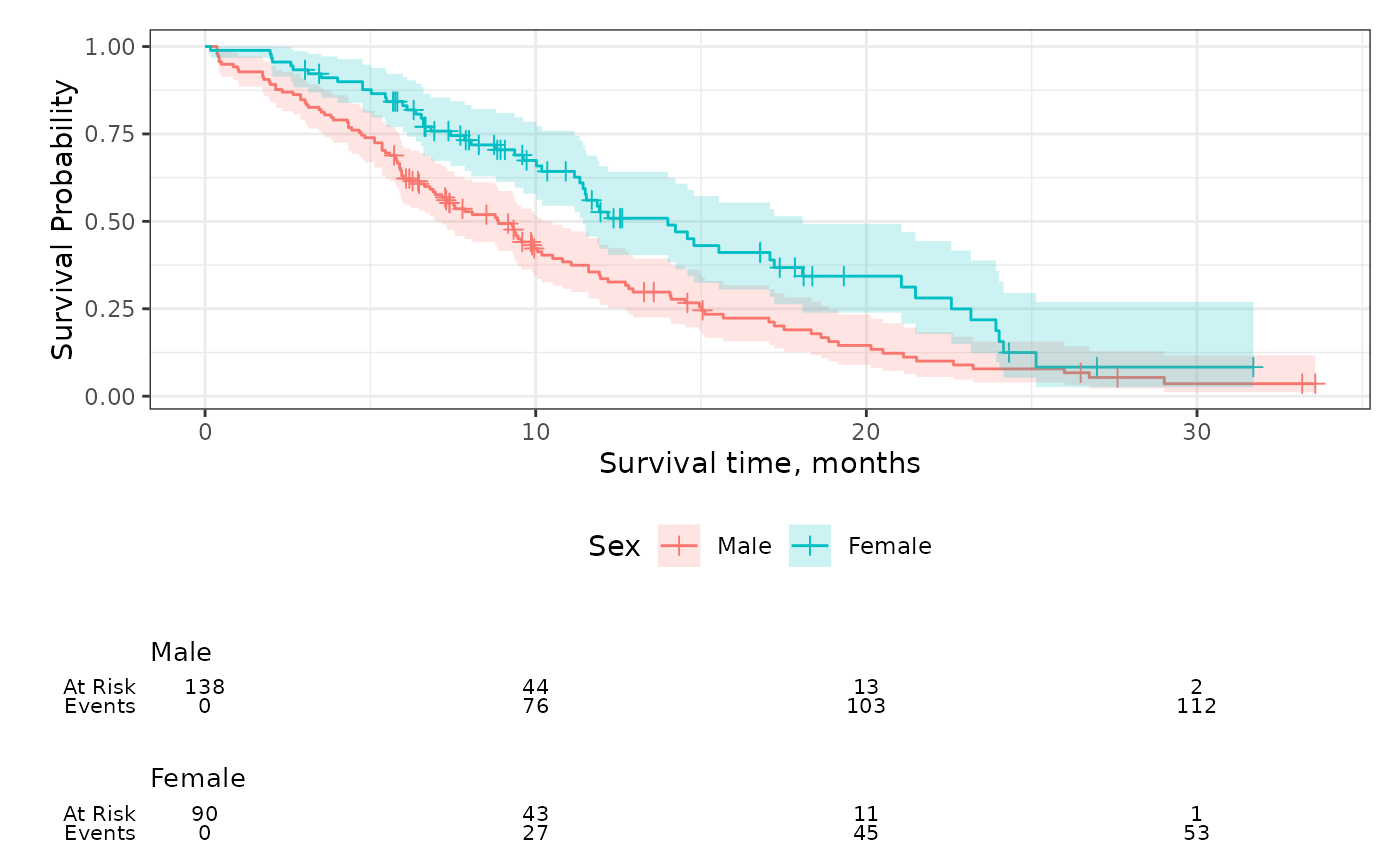 1.00
0.75
0.50
0.25
0.00
Survival Probability
0 10 20 30
Survival time, months
Sex Male Female
Male
At Risk 138 44 13 2
Events 0 76 103 112
Female
At Risk 90 43 11 1
Events 0 27 45 53